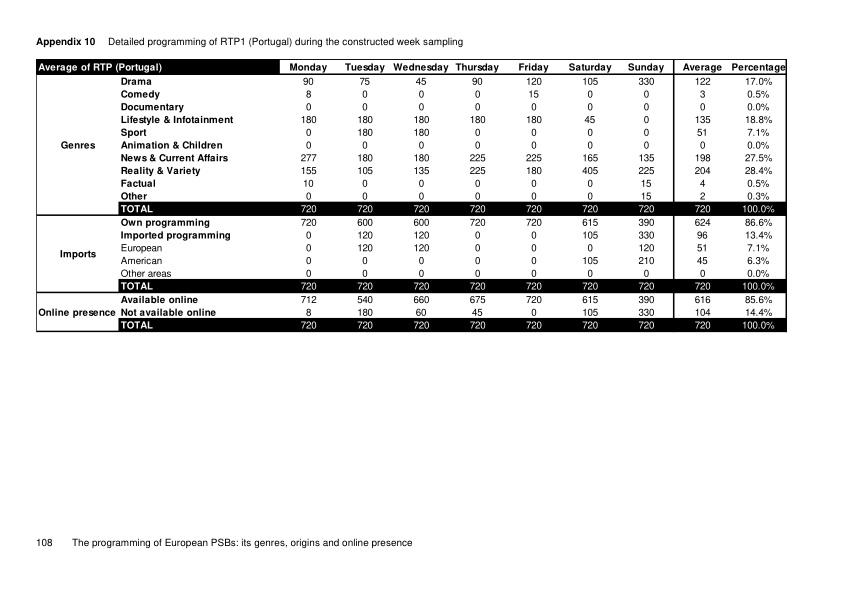 Appendix 10 Detailed programming of RTP1 (Portugal) during the constructed week sampling
Average of RTP (Portugal) Monday Tuesday Wednesday Thursday Friday Saturday Sunday Average Percentage
Drama 90 75 45 90 120 105 330 122 17.0%
Comedy 8 0 0 0 15 0 0 3 0.5%
Documentary 0 0 0 0 0 0 0 0 0.0%
Lifestyle & Infotainment 180 180 180 180 180 45 0 135 18.8%
Sport 0 180 180 0 0 0 0 51 7.1%
Genres Animation & Children 0 0 0 0 0 0 0 0 0.0%
News & Current Affairs 277 180 180 225 225 165 135 198 27.5%
Reality & Variety 155 105 135 225 180 405 225 204 28.4%
Factual 10 0 0 0 0 0 15 4 0.5%
Other 0 0 0 0 0 0 15 2 0.3%
TOTAL 720 720 720 720 720 720 720 720 100.0%
Own programming 720 600 600 720 720 615 390 624 86.6%
Imported programming 0 120 120 0 0 105 330 96 13.4%
Imports European 0 120 120 0 0 0 120 51 7.1%
American 0 0 0 0 0 105 210 45 6.3%
Other areas 0 0 0 0 0 0 0 0 0.0%
TOTAL 720 720 720 720 720 720 720 720 100.0%
Available online 712 540 660 675 720 615 390 616 85.6%
Online presence Not available online 8 180 60 45 0 105 330 104 14.4%
TOTAL 720 720 720 720 720 720 720 720 100.0%
108 The programming of European PSBs: its genres, origins and online presence